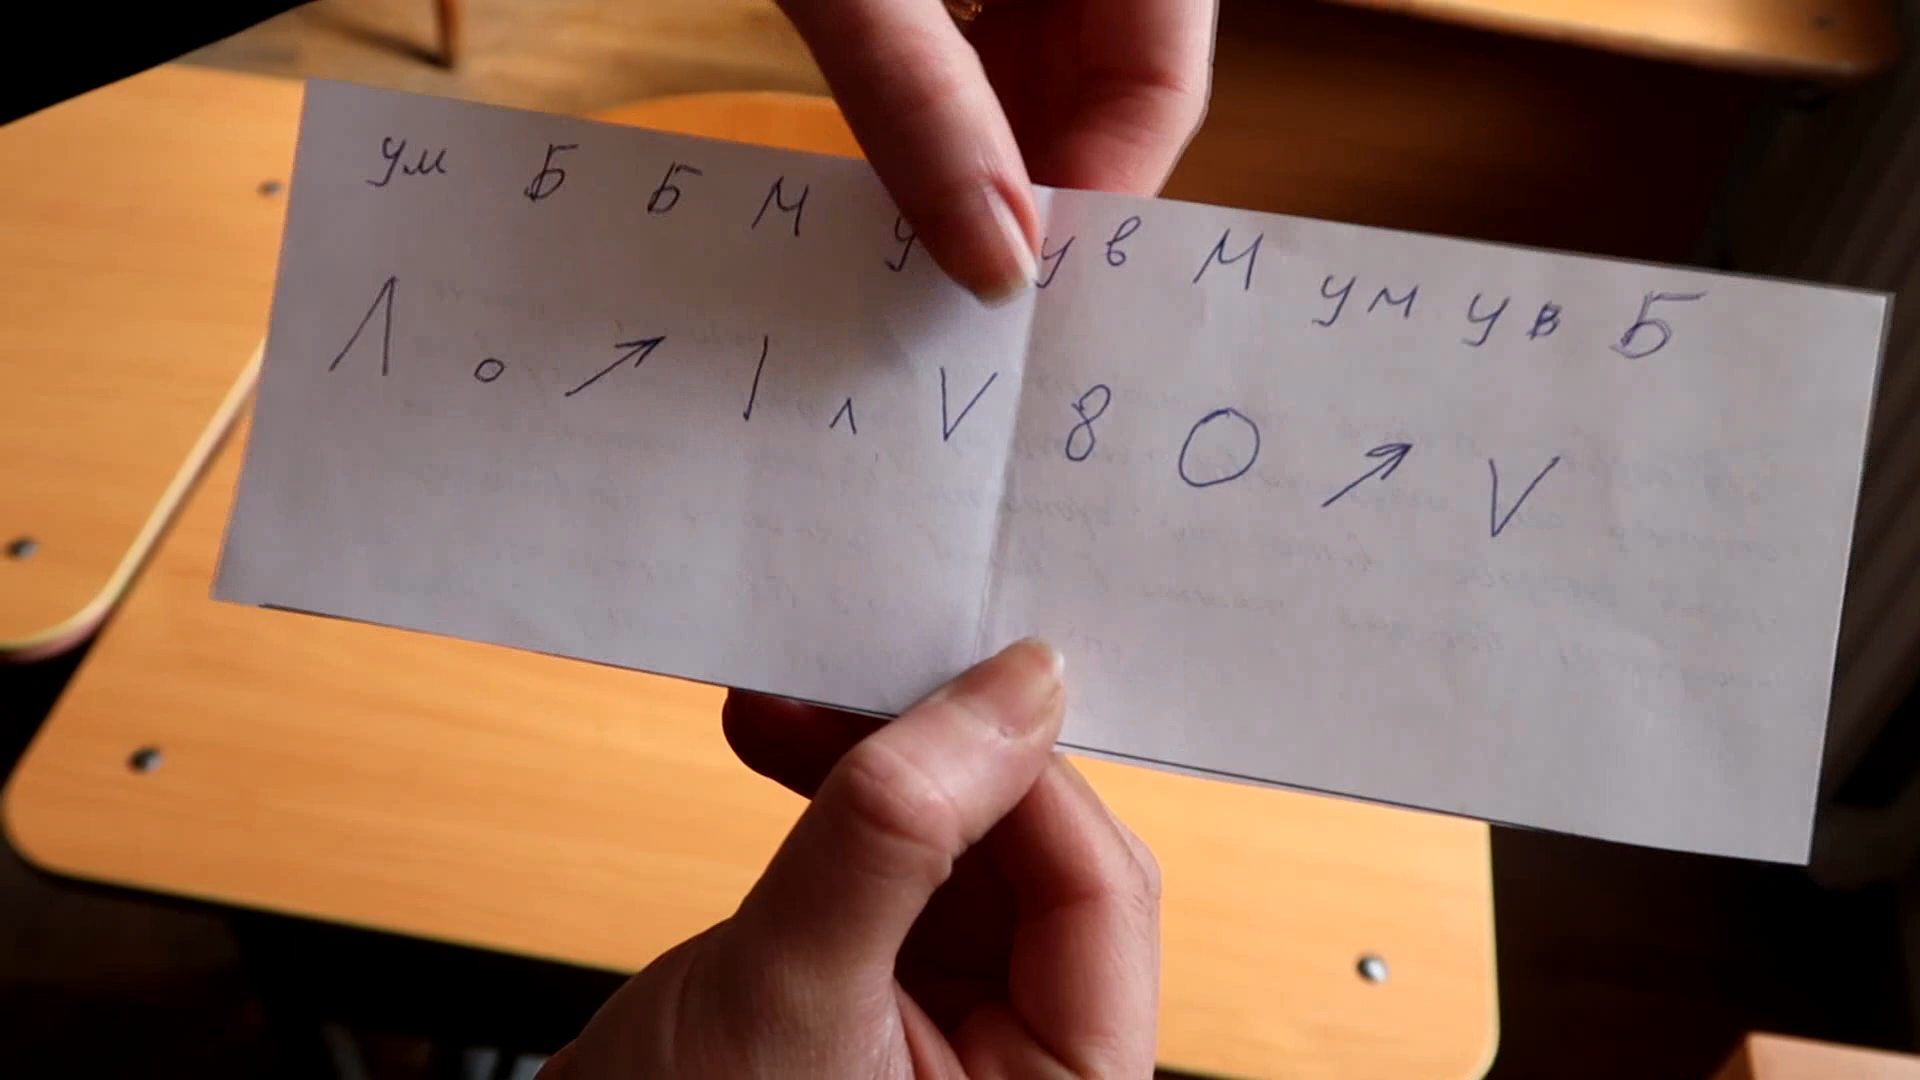 ум Б Б М у ув М ум ув Б
Λ о ↗ | ʌ V 8 O ↗ V